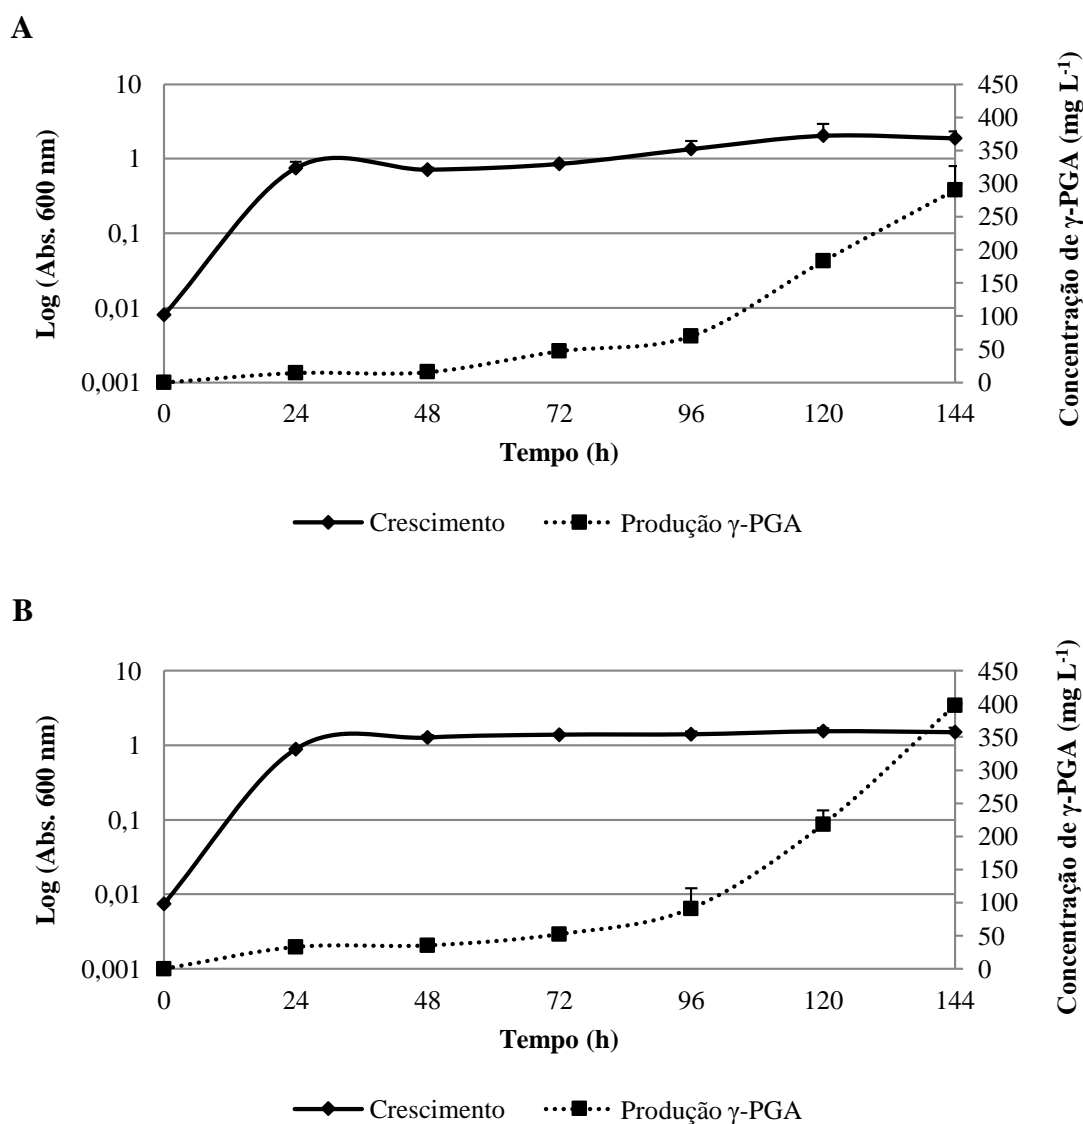 A
Log (Abs. 600 nm)
10
1
0,1
0,01
0,001
450
400
350
300
250
200
150
100
50
0
Concentração de γ-PGA (mg L-1)
0 24 48 72 96 120 144
Tempo (h)
Crescimento Produção γ-PGA
B
Log (Abs. 600 nm)
10
1
0,1
0,01
0,001
450
400
350
300
250
200
150
100
50
0
Concentração de γ-PGA (mg L-1)
0 24 48 72 96 120 144
Tempo (h)
Crescimento Produção γ-PGA